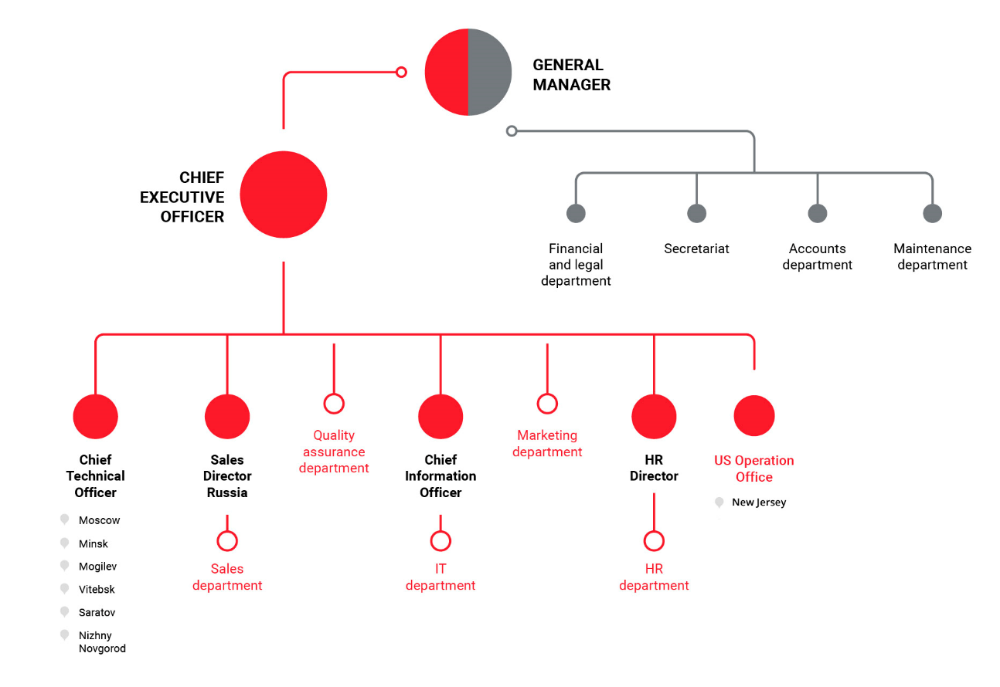 GENERAL
MANAGER
CHIEF
EXECUTIVE
OFFICER
Financial
and legal
department
Secretariat
Accounts
department
Maintenance
department
Chief
Technical
Officer
Moscow
Minsk
Mogilev
Vitebsk
Saratov
Nizhny
Novgorod
Sales
Director
Russia
Sales
department
Quality
assurance
department
Chief
Information
Officer
IT
department
Marketing
department
HR
Director
HR
department
US Operation
Office
New Jersey